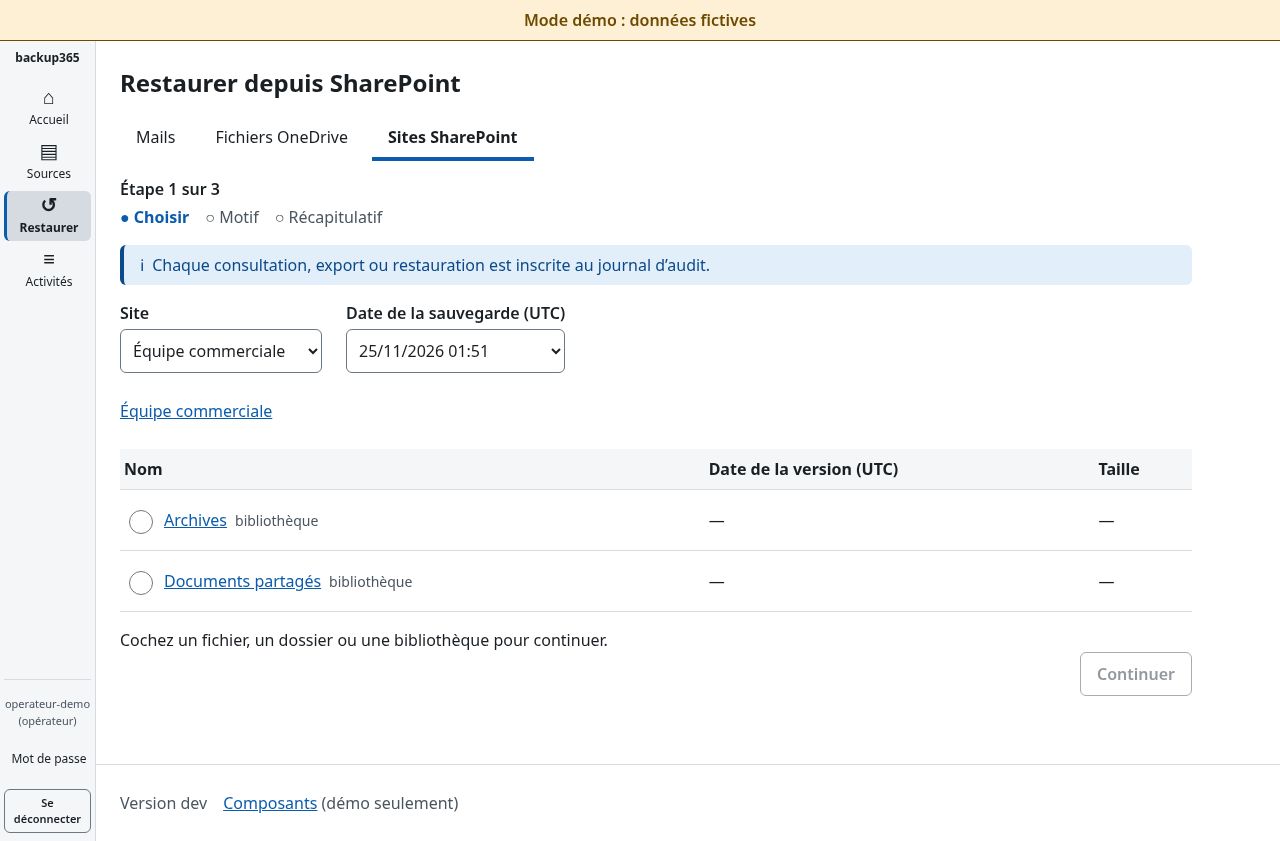 Mode démo : données fictives
backup365
Accueil
Sources
Restaurer
Activités
operateur-demo
(opérateur)
Mot de passe
Se
déconnecter
Restaurer depuis SharePoint
Mails Fichiers OneDrive Sites SharePoint
Étape 1 sur 3
● Choisir ○ Motif ○ Récapitulatif
i Chaque consultation, export ou restauration est inscrite au journal d’audit.
Site Date de la sauvegarde (UTC)
Équipe commerciale 25/11/2026 01:51
Équipe commerciale
Nom Date de la version (UTC) Taille
Archives bibliothèque — —
Documents partagés bibliothèque — —
Cochez un fichier, un dossier ou une bibliothèque pour continuer.
Continuer
Version dev Composants (démo seulement)